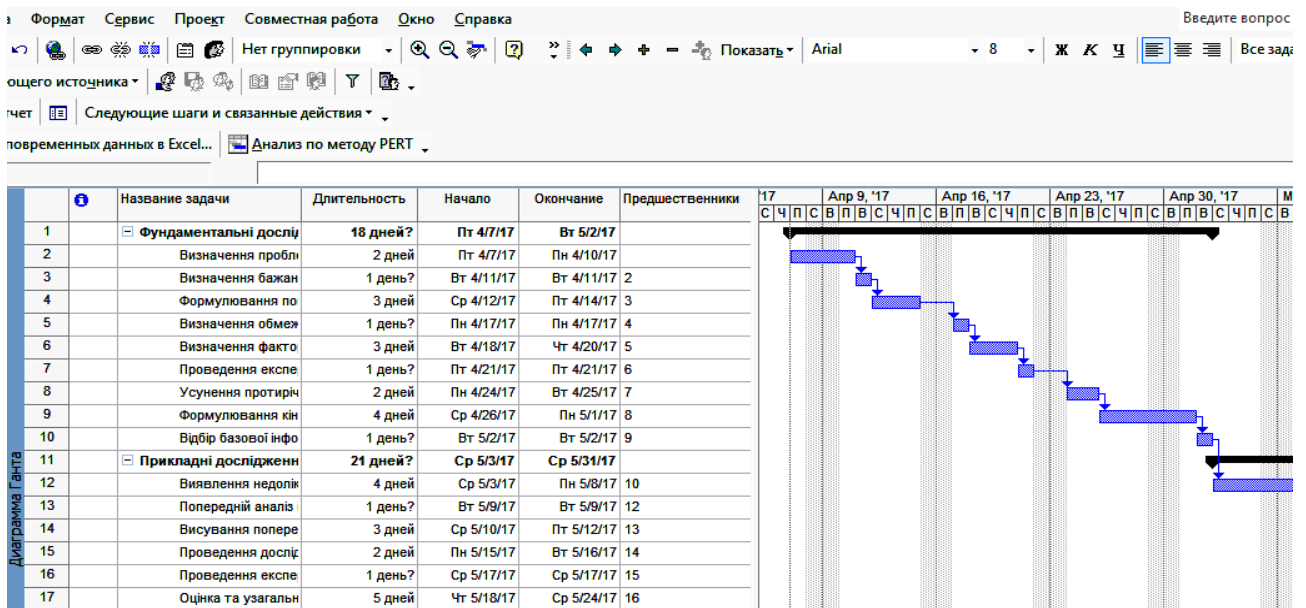 Формат Сервис Проект Совместная работа Окно Справка Введите вопрос
Нет группировки Показать Arial 8 Ж К Ч Все зада
ющего источника
тчет Следующие шаги и связанные действия
повременных данных в Excel... Анализ по методу PERT
Название задачи Длительность Начало Окончание Предшественники '17 Апр 9, '17 Апр 16, '17 Апр 23, '17 Апр 30, '17 М
С Ч П С В П В С Ч П С В П В С Ч П С В П В С Ч П С В П В С Ч П С В
1 Фундаментальні дослід 18 дней? Пт 4/7/17 Вт 5/2/17
2 Визначення пробле 2 дней Пт 4/7/17 Пн 4/10/17
3 Визначення бажан 1 день? Вт 4/11/17 Вт 4/11/17 2
4 Формулювання по 3 дней Ср 4/12/17 Пт 4/14/17 3
5 Визначення обмеж 1 день? Пн 4/17/17 Пн 4/17/17 4
6 Визначення факто 3 дней Вт 4/18/17 Чт 4/20/17 5
7 Проведення експе 1 день? Пт 4/21/17 Пт 4/21/17 6
8 Усунення протиріч 2 дней Пн 4/24/17 Вт 4/25/17 7
9 Формулювання кін 4 дней Ср 4/26/17 Пн 5/1/17 8
10 Відбір базової інфо 1 день? Вт 5/2/17 Вт 5/2/17 9
11 Прикладні дослідженн 21 дней? Ср 5/3/17 Ср 5/31/17
12 Виявлення недолік 4 дней Ср 5/3/17 Пн 5/8/17 10
13 Попередній аналіз 1 день? Вт 5/9/17 Вт 5/9/17 12
14 Висування попере 3 дней Ср 5/10/17 Пт 5/12/17 13
15 Проведення дослід 2 дней Пн 5/15/17 Вт 5/16/17 14
16 Проведення експе 1 день? Ср 5/17/17 Ср 5/17/17 15
17 Оцінка та узагальн 5 дней Чт 5/18/17 Ср 5/24/17 16
Диаграмма Ганта